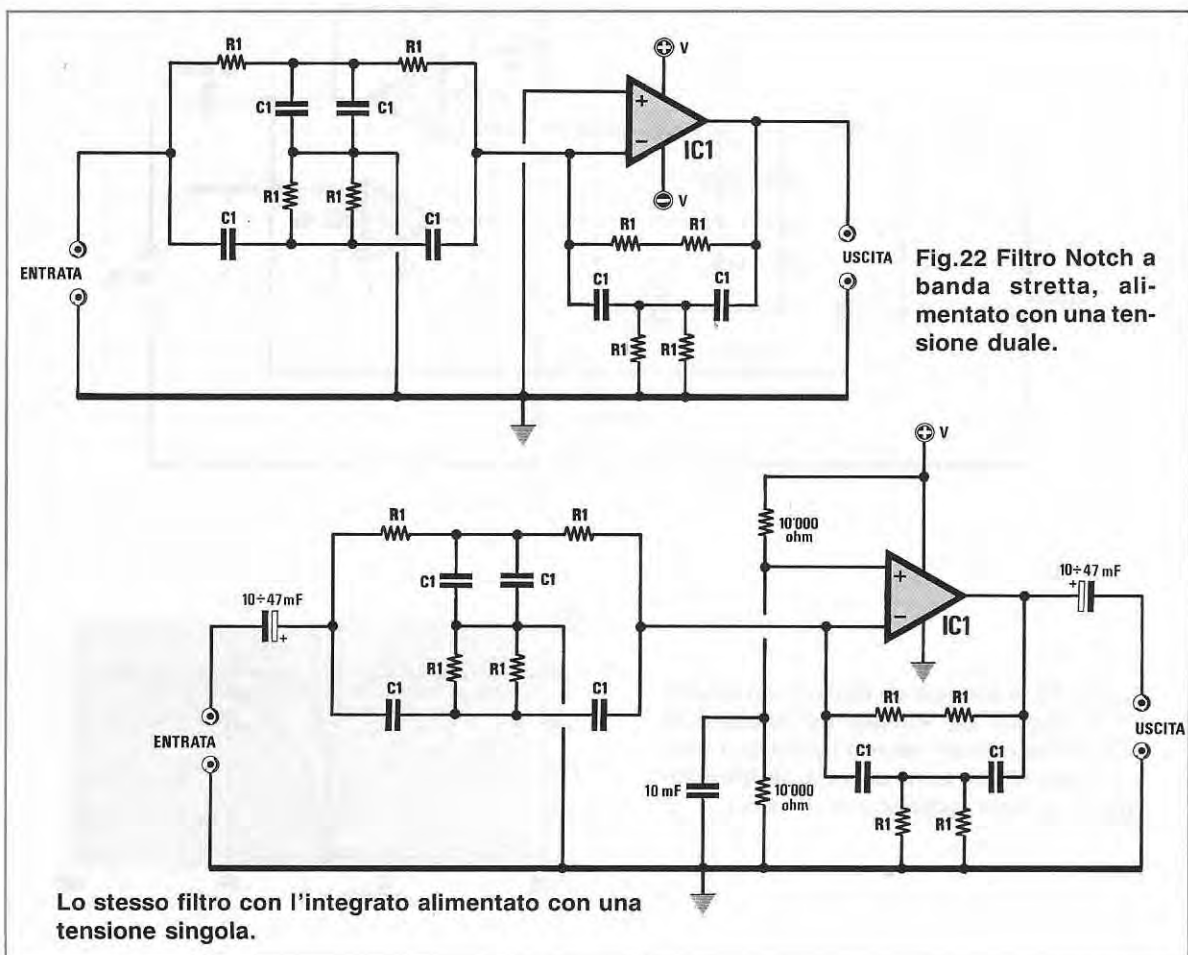 R1
R1
C1
C1
R1
R1
C1
C1
ENTRATA
V
+
−
IC1
V
R1
R1
C1
C1
R1
R1
USCITA
Fig.22 Filtro Notch a
banda stretta, ali-
mentato con una ten-
sione duale.
V
10'000
ohm
R1
R1
C1
C1
10÷47mF
+
R1
R1
C1
C1
ENTRATA
+
−
IC1
10÷47mF
+
R1
R1
C1
C1
R1
R1
USCITA
10 mF
10'000
ohm
Lo stesso filtro con l'integrato alimentato con una
tensione singola.